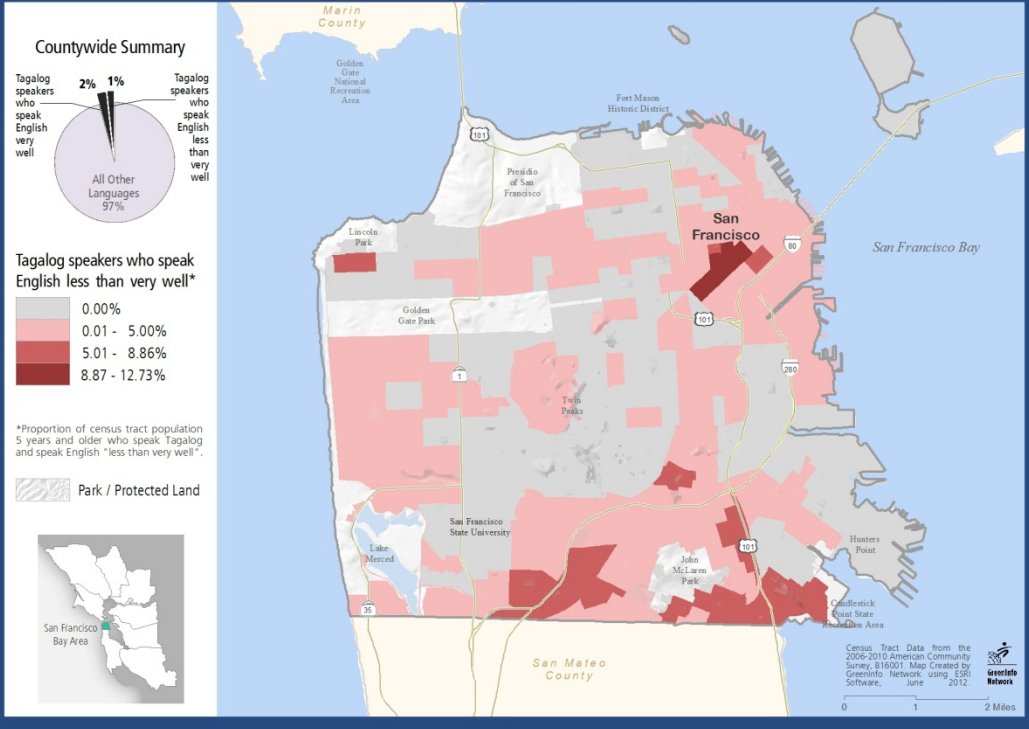 Countywide Summary
2% 1%
Tagalog
speakers
who
speak
English
very
well
Tagalog
speakers
who
speak
English
less
than
very
well
All Other
Languages
97%
Tagalog speakers who speak
English less than very well*
0.00%
0.01 - 5.00%
5.01 - 8.86%
8.87 - 12.73%
*Proportion of census tract population
5 years and older who speak Tagalog
and speak English "less than very well".
Park / Protected Land
San Francisco
Bay Area
Marin
County
Golden
Gate
National
Recreation
Area
Fort Mason
Historic District
101
Presidio
of San
Francisco
Lincoln
Park
San
Francisco
80
San Francisco Bay
Golden
Gate Park
101
1
280
Twin
Peaks
San Francisco
State University
Lake
Merced
101
John
McLaren
Park
Hunters
Point
35
Candlestick
Point State
Recreation Area
San Mateo
County
Census Tract Data from the
2006-2010 American Community
Survey, B16001. Map Created by
GreenInfo Network using ESRI
Software, June 2012.
GreenInfo
Network
0 1 2 Miles